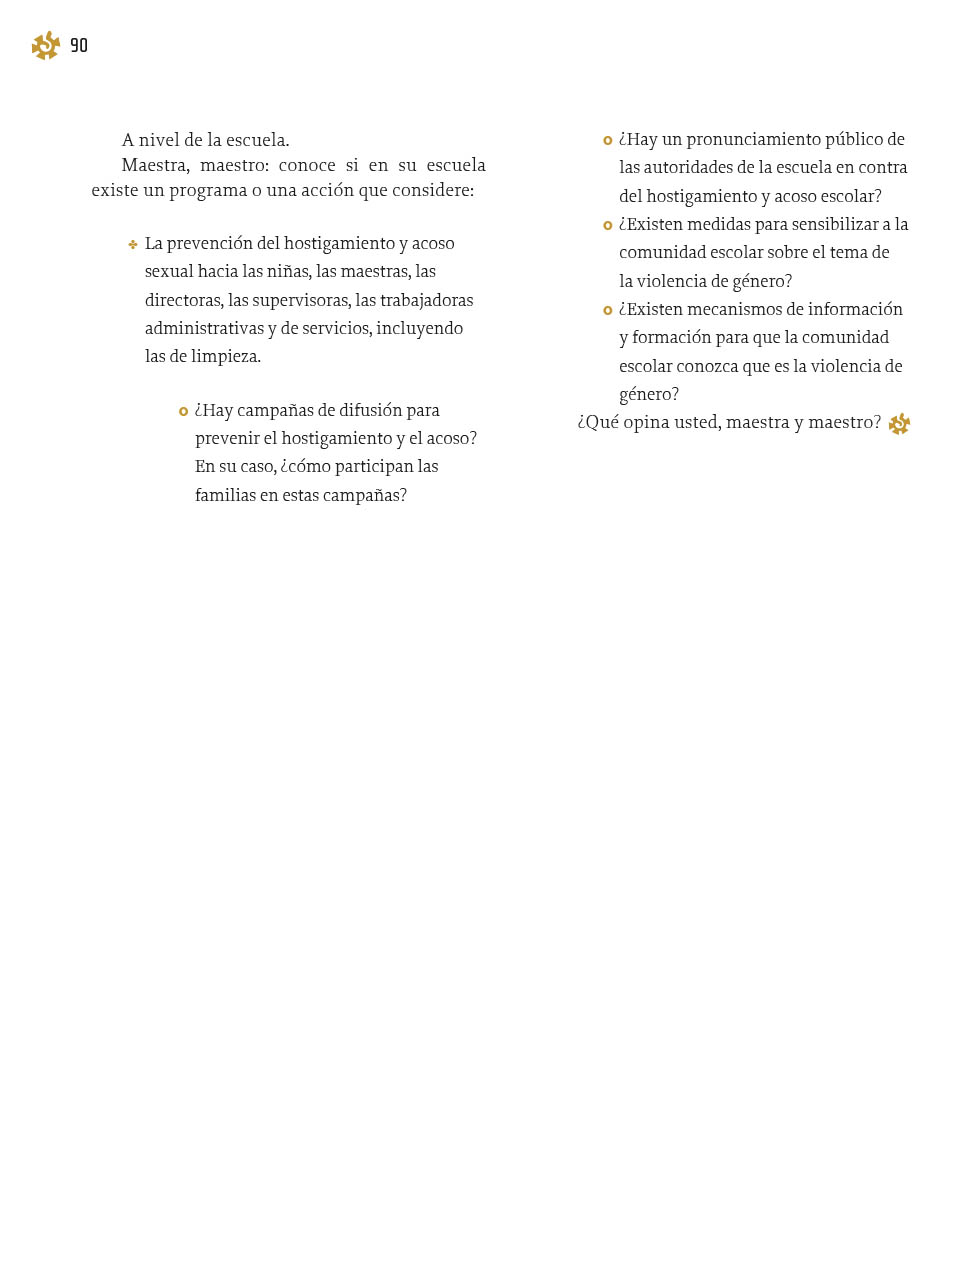 90
A nivel de la escuela.
Maestra, maestro: conoce si en su escuela
existe un programa o una acción que considere:
La prevención del hostigamiento y acoso
sexual hacia las niñas, las maestras, las
directoras, las supervisoras, las trabajadoras
administrativas y de servicios, incluyendo
las de limpieza.
¿Hay campañas de difusión para
prevenir el hostigamiento y el acoso?
En su caso, ¿cómo participan las
familias en estas campañas?
¿Hay un pronunciamiento público de
las autoridades de la escuela en contra
del hostigamiento y acoso escolar?
¿Existen medidas para sensibilizar a la
comunidad escolar sobre el tema de
la violencia de género?
¿Existen mecanismos de información
y formación para que la comunidad
escolar conozca que es la violencia de
género?
¿Qué opina usted, maestra y maestro?